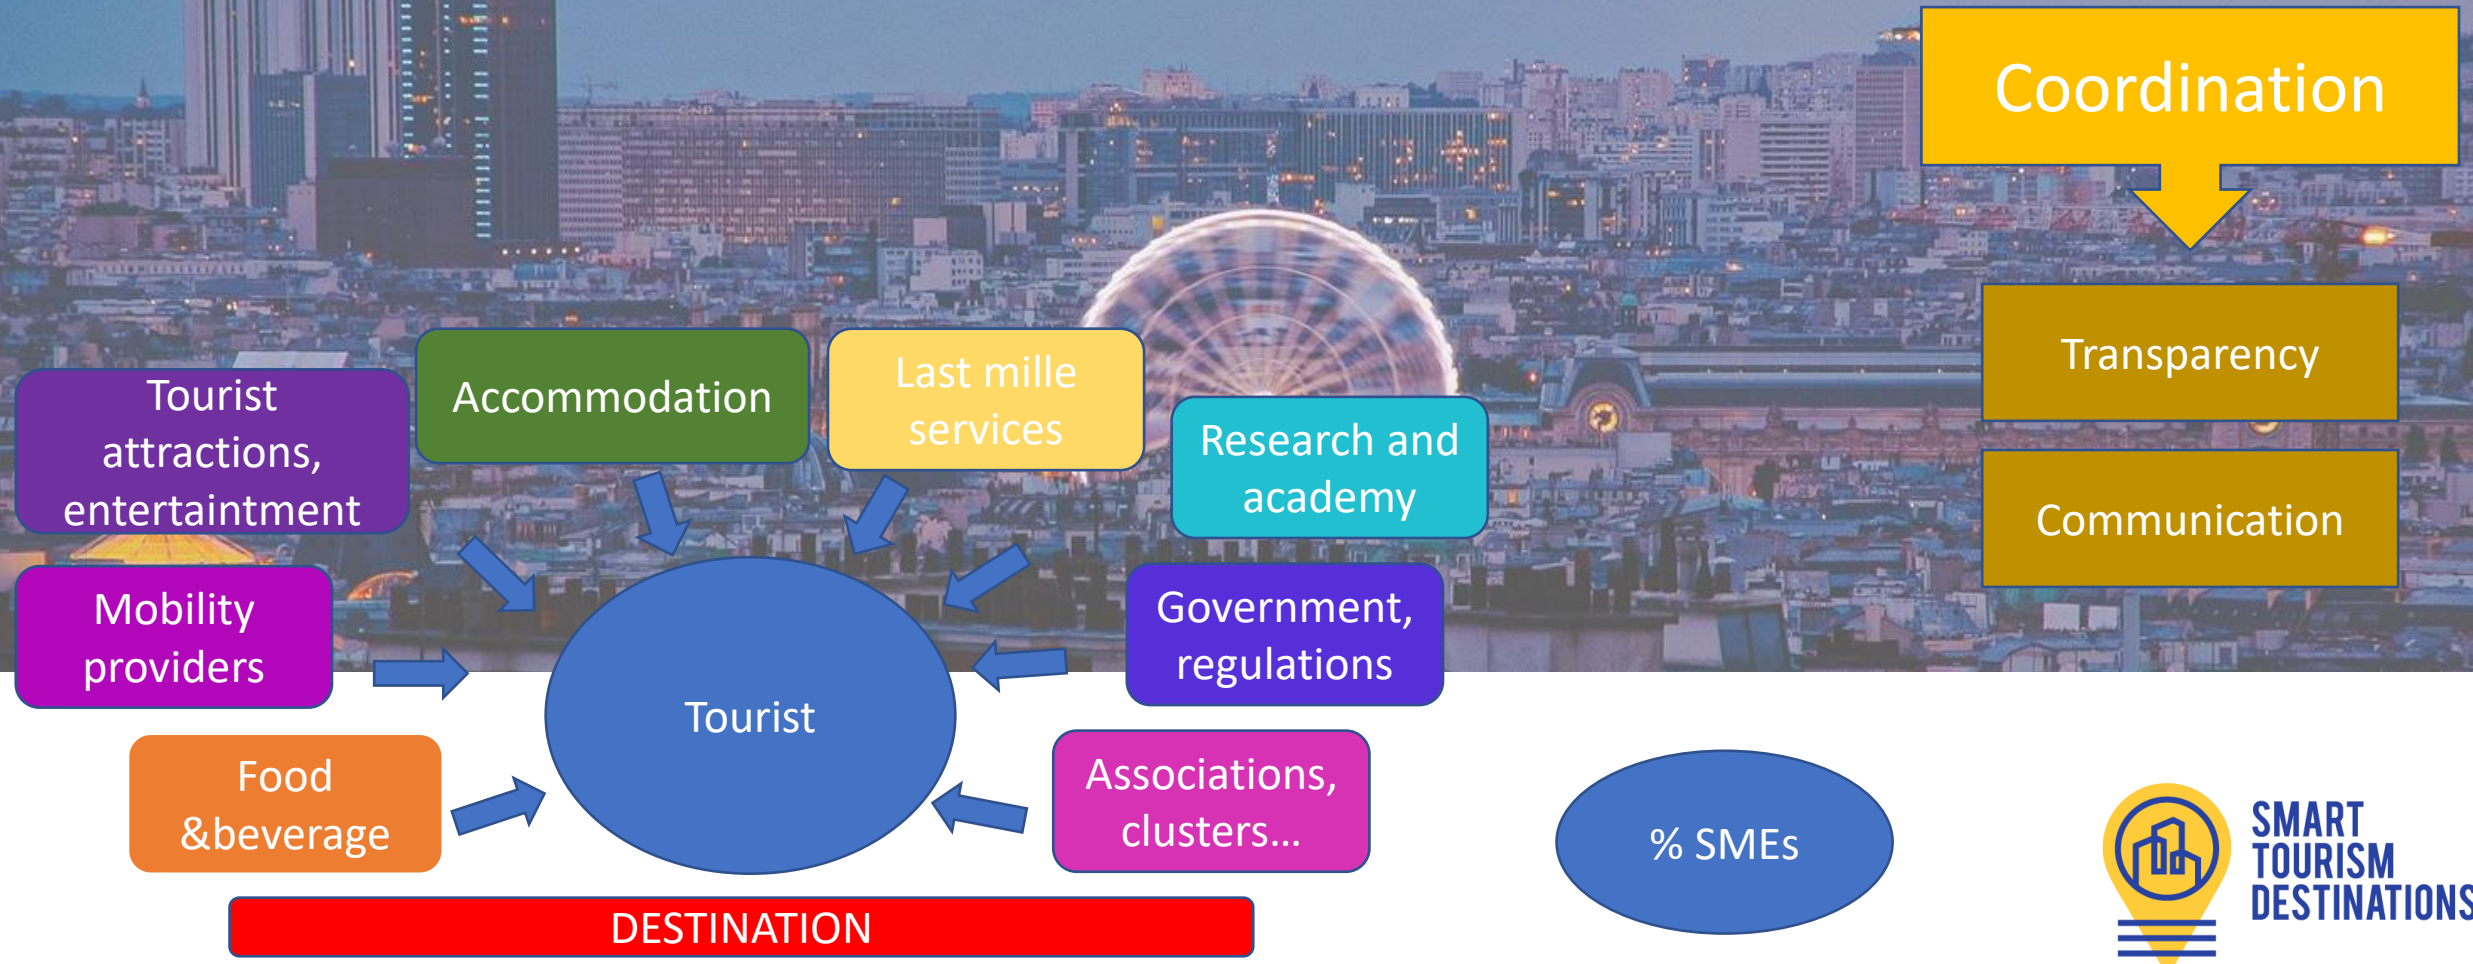 Coordination
Transparency
Communication
Tourist
attractions,
entertaintment
Accommodation
Last mille
services
Research and
academy
Mobility
providers
Government,
regulations
Tourist
Food
&beverage
Associations,
clusters...
% SMEs
DESTINATION
SMART
TOURISM
DESTINATIONS